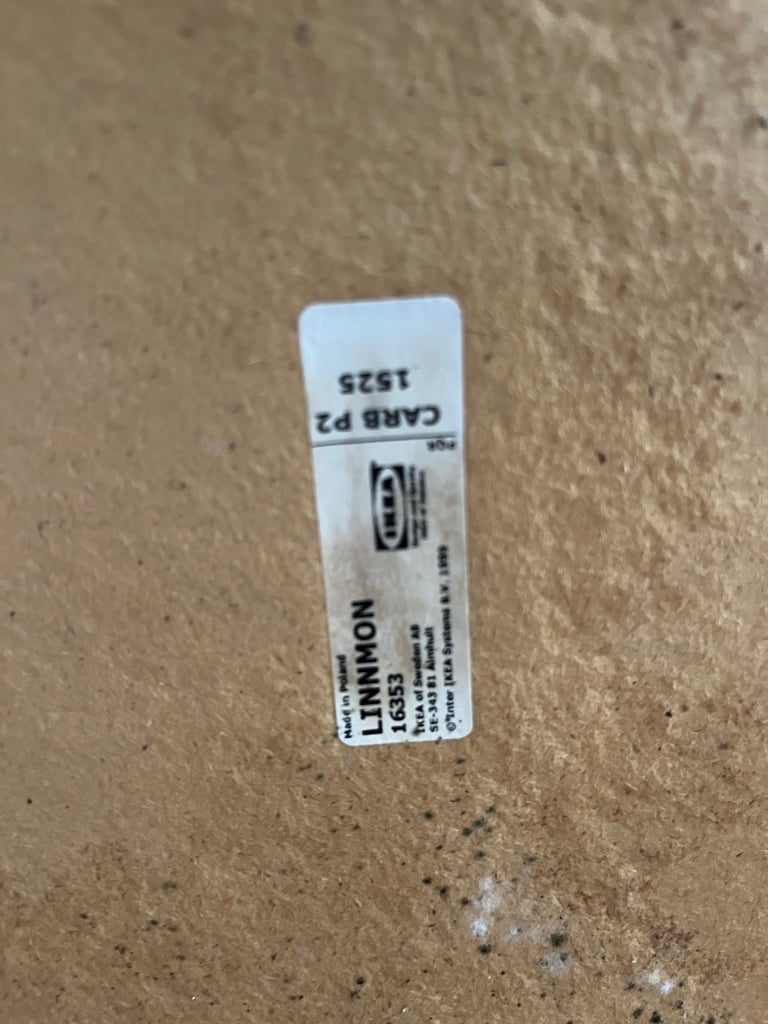 CARB P2
1525
Made in Poland
LINNMON
16353
IKEA of Sweden AB
SE-343 81 Älmhult
© Inter IKEA Systems B.V. 1999
IKEA